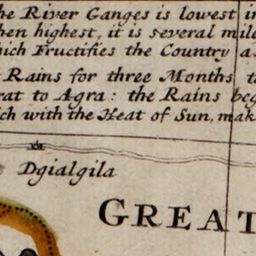 he River Ganges is lowest in
hen highest, it is several mile
hich Fructifies the Country a
Rains for three Months t
rat to Agra: the Rains beg
ch with the Heat of Sun, mak
Dgialgila
GREAT